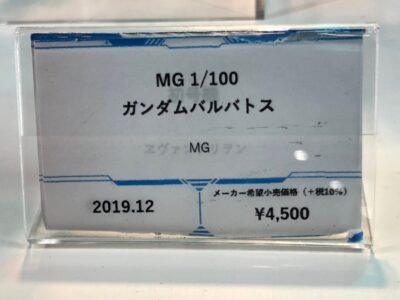 MG 1/100
ガンダムバルバトス
MG
2019.12
メーカー希望小売価格（＋税10%）
¥4,500